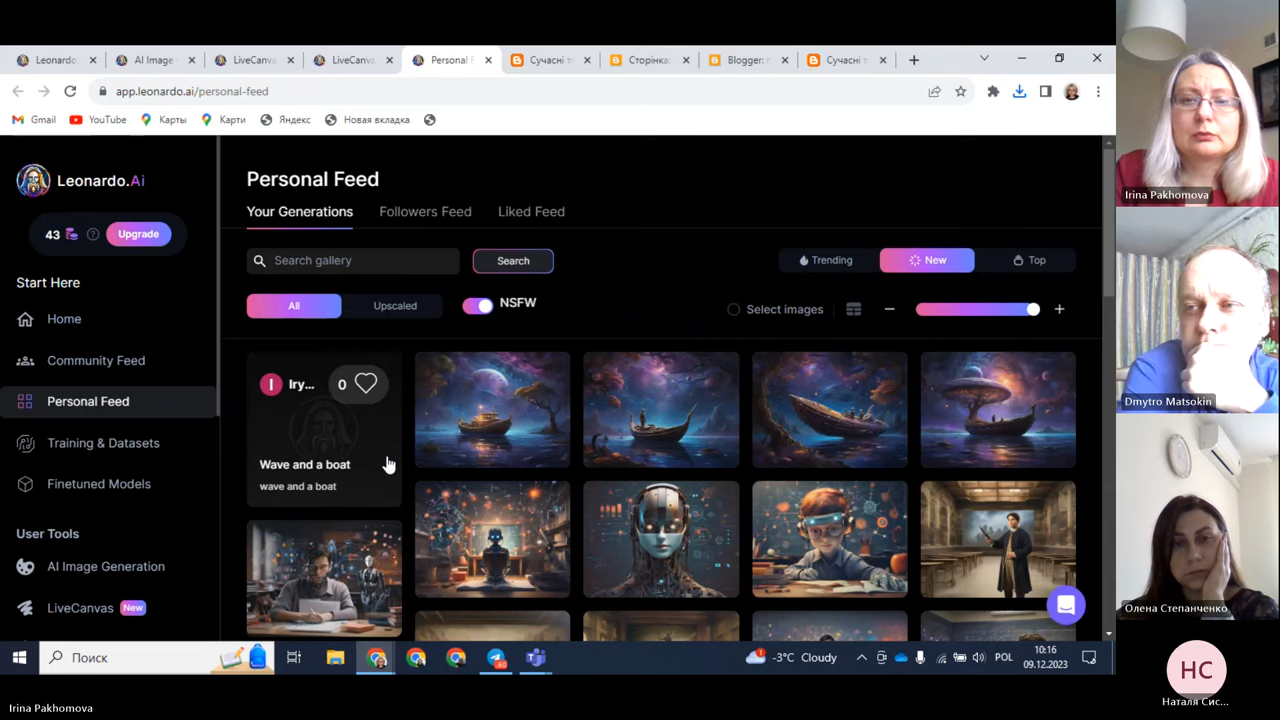 Leonardo
AI Image
LiveCanva
LiveCanva
Personal F
Сучасні т
Сторінка:
Blogger: r
Сучасні т
app.leonardo.ai/personal-feed
Gmail
YouTube
Карты
Карти
Яндекс
Новая вкладка
Leonardo.Ai
43
Upgrade
Start Here
Home
Community Feed
Personal Feed
Training & Datasets
Finetuned Models
User Tools
AI Image Generation
LiveCanvas New
Personal Feed
Your Generations
Followers Feed
Liked Feed
Search gallery
Search
Trending
New
Top
All
Upscaled
NSFW
Select images
I
Iry...
0
Wave and a boat
wave and a boat
Поиск
-3°C Cloudy
POL
10:16
09.12.2023
Irina Pakhomova
Dmytro Matsokin
Олена Степанченко
НС
Наталя Сис...
Irina Pakhomova